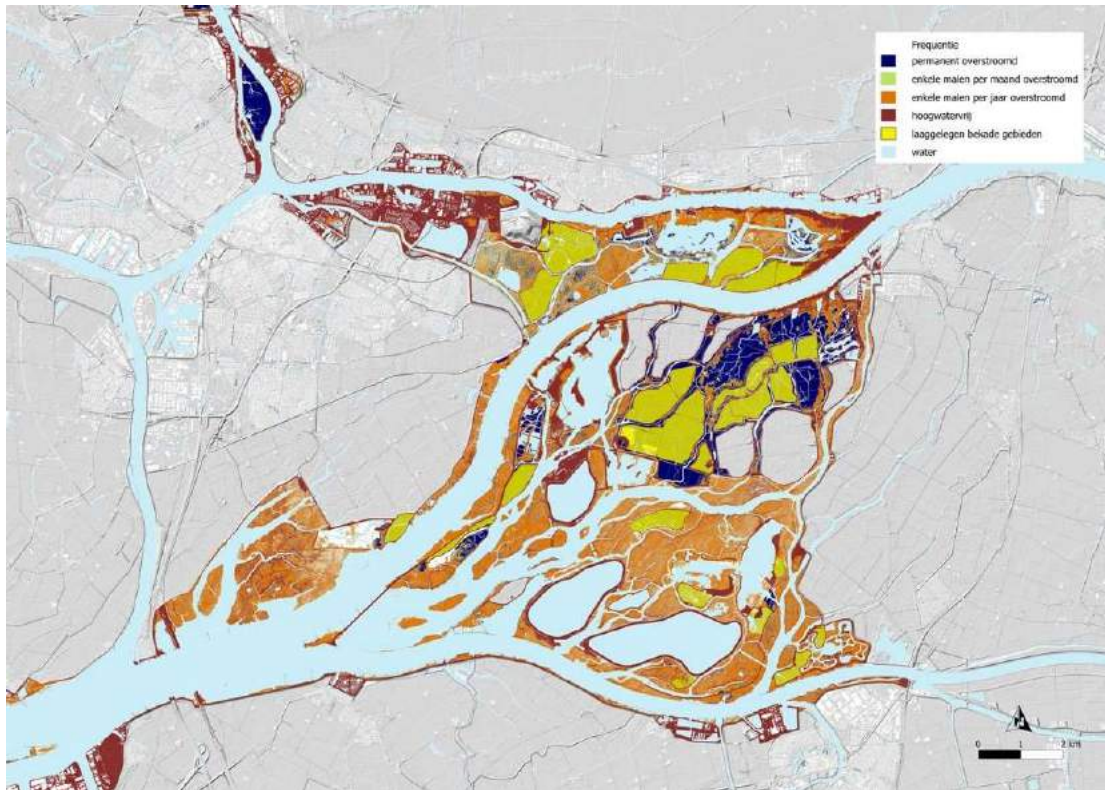 Frequentie
permanent overstroomd
enkele malen per maand overstroomd
enkele malen per jaar overstroomd
hoogwatervrij
laaggelegen bekade gebieden
water
0 1 2 km